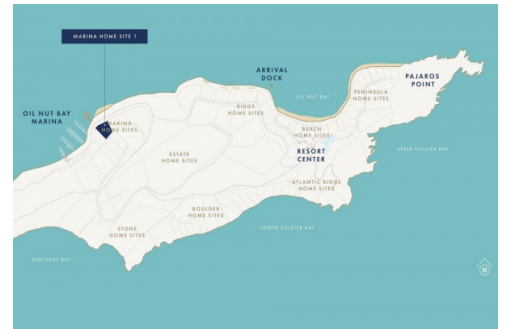 MARINA HOME SITE 1
ARRIVAL
DOCK
PAJAROS
POINT
OIL NUT BAY
PENINSULA
HOME SITES
OIL NUT BAY
MARINA
RIDGE
HOME SITES
MARINA
HOME SITES
BEACH
HOME SITES
UPPER SOLDIER BAY
ESTATE
HOME SITES
RESORT
CENTER
ATLANTIC RIDGE
HOME SITES
BOULDER
HOME SITES
LOWER SOLDIER BAY
STONE
HOME SITES
BERCHERS BAY
N